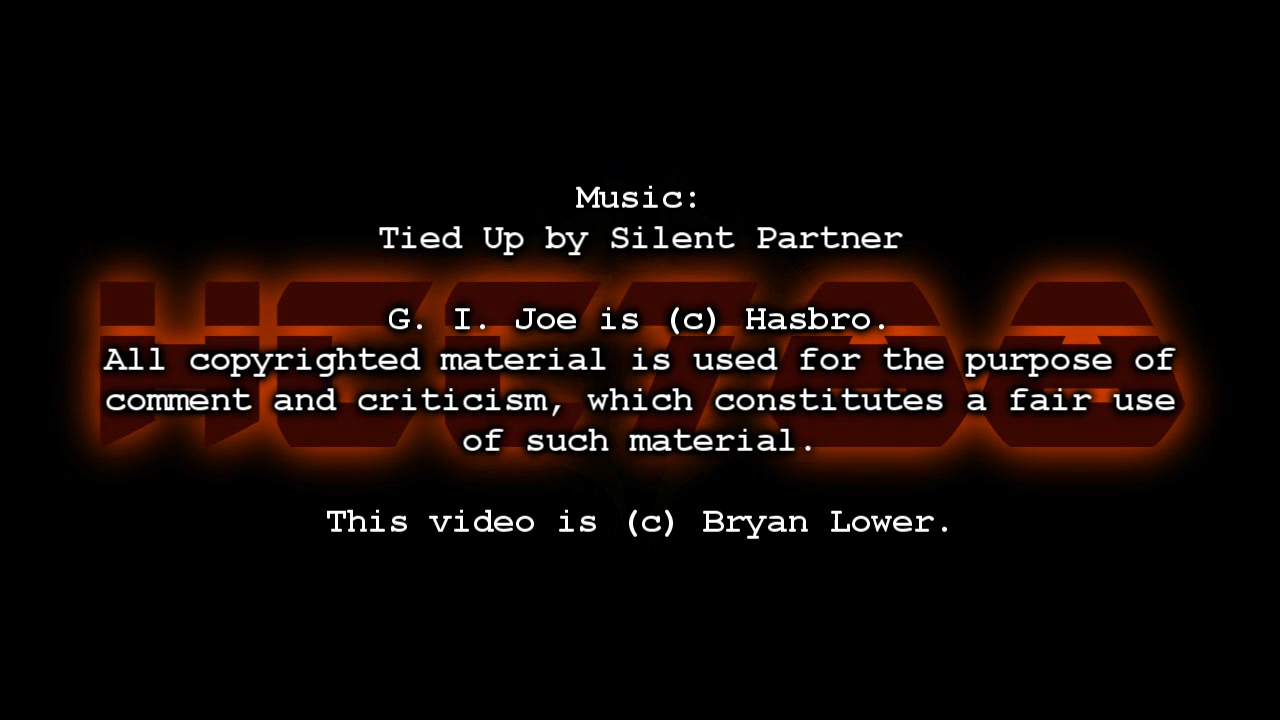 Music:
Tied Up by Silent Partner
G. I. Joe is (c) Hasbro.
All copyrighted material is used for the purpose of
comment and criticism, which constitutes a fair use
of such material.
This video is (c) Bryan Lower.